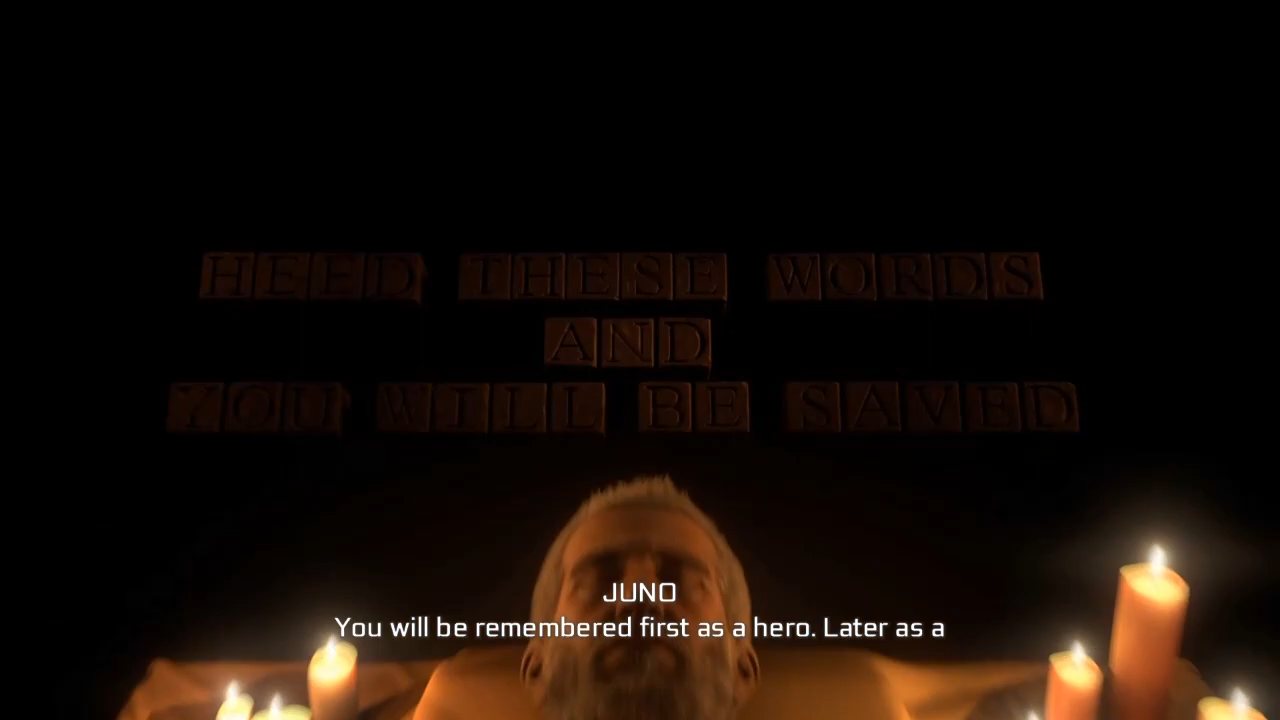 HEED THESE WORDS
AND
YOU WILL BE SAVED
JUNO
You will be remembered first as a hero. Later as a